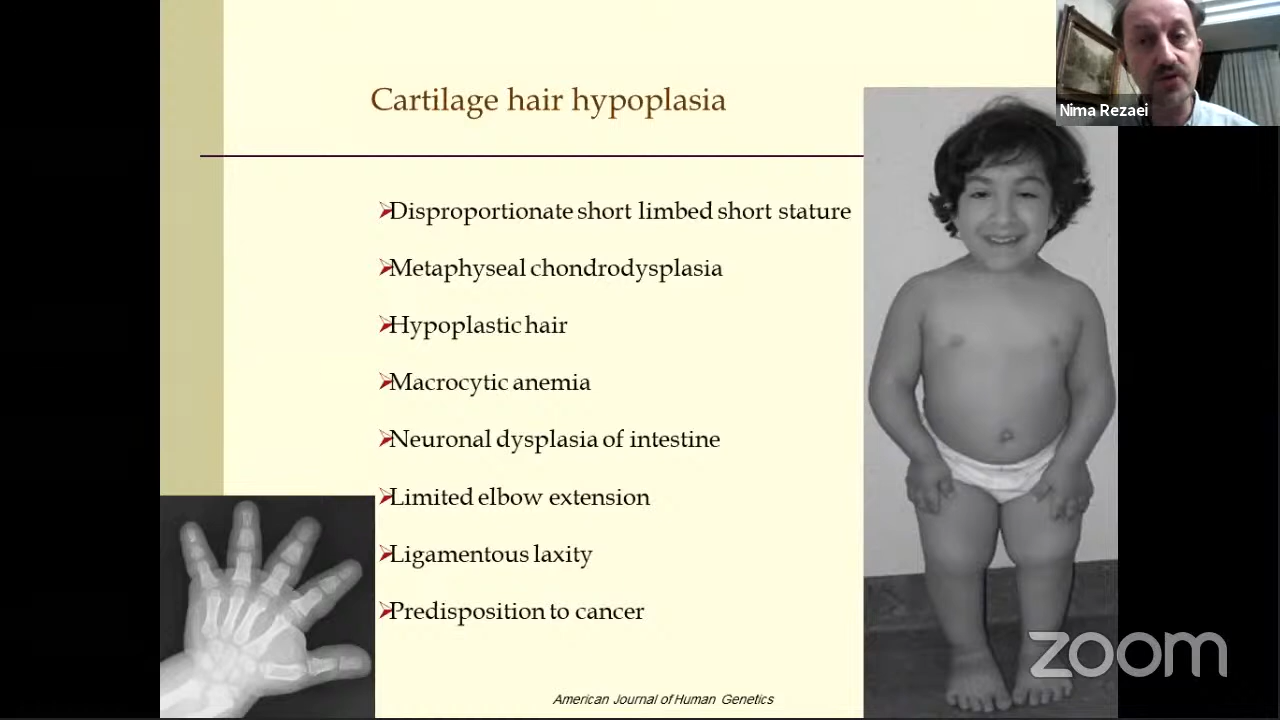 Nima Rezaei
Cartilage hair hypoplasia
Disproportionate short limbed short stature
Metaphyseal chondrodysplasia
Hypoplastic hair
Macrocytic anemia
Neuronal dysplasia of intestine
Limited elbow extension
Ligamentous laxity
Predisposition to cancer
zoom
American Journal of Human Genetics